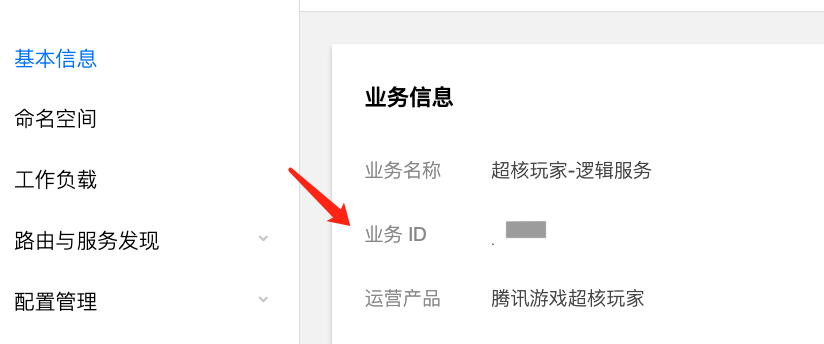 基本信息
命名空间
工作负载
路由与服务发现
配置管理
业务信息
业务名称 超核玩家-逻辑服务
业务 ID
运营产品 腾讯游戏超核玩家